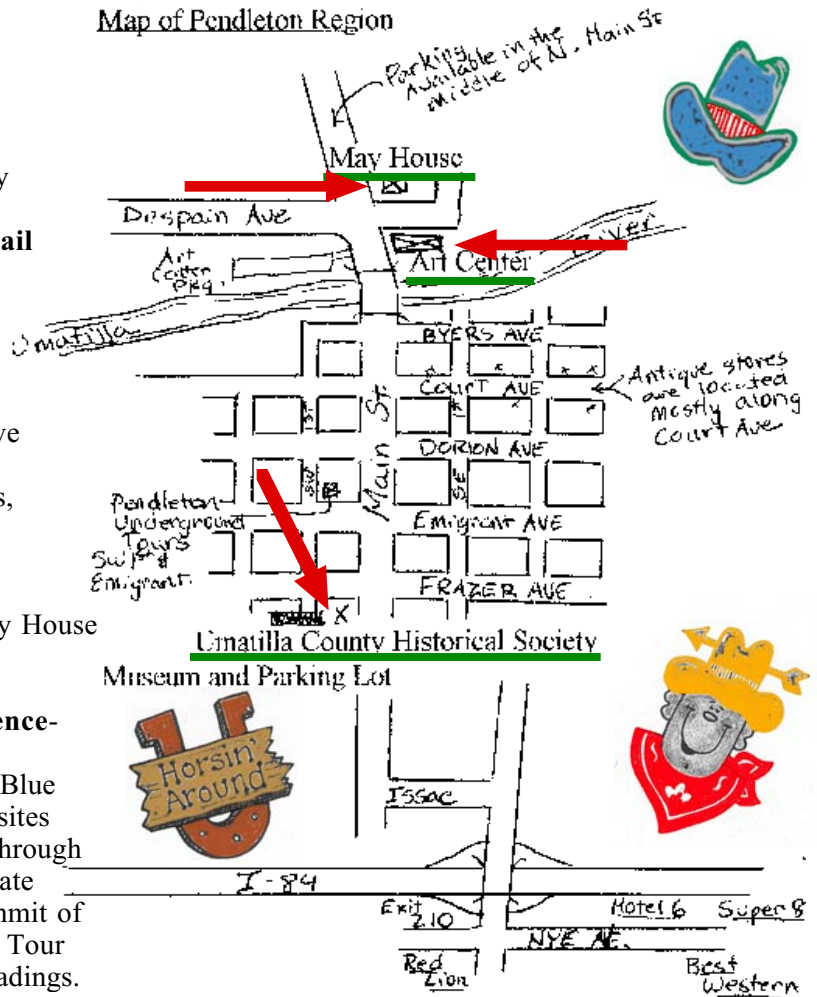 Map of Pendleton Region
Parking
Available in the
middle of N. Main St
May House
Despain Ave
River
Art
Center
Pkg.
Art Center
Umatilla
BYERS AVE
COURT AVE
Antique stores
are located
mostly along
Court Ave
Main St
DORION AVE
SW
SE
Pendleton
Underground
Tours
SW 1st &
Emigrant.
Emigrant AVE
FRAZER AVE
X
Umatilla County Historical Society
Museum and Parking Lot
Horsin'
Around
ISSAC
I-84
Exit
210
Motel 6
Super 8
NYE AE.
Red
Lion
Best
Western
y
ail
ve
s,
y House
ence-
Blue
sites
hrough
ate
mmit of
Tour
adings.